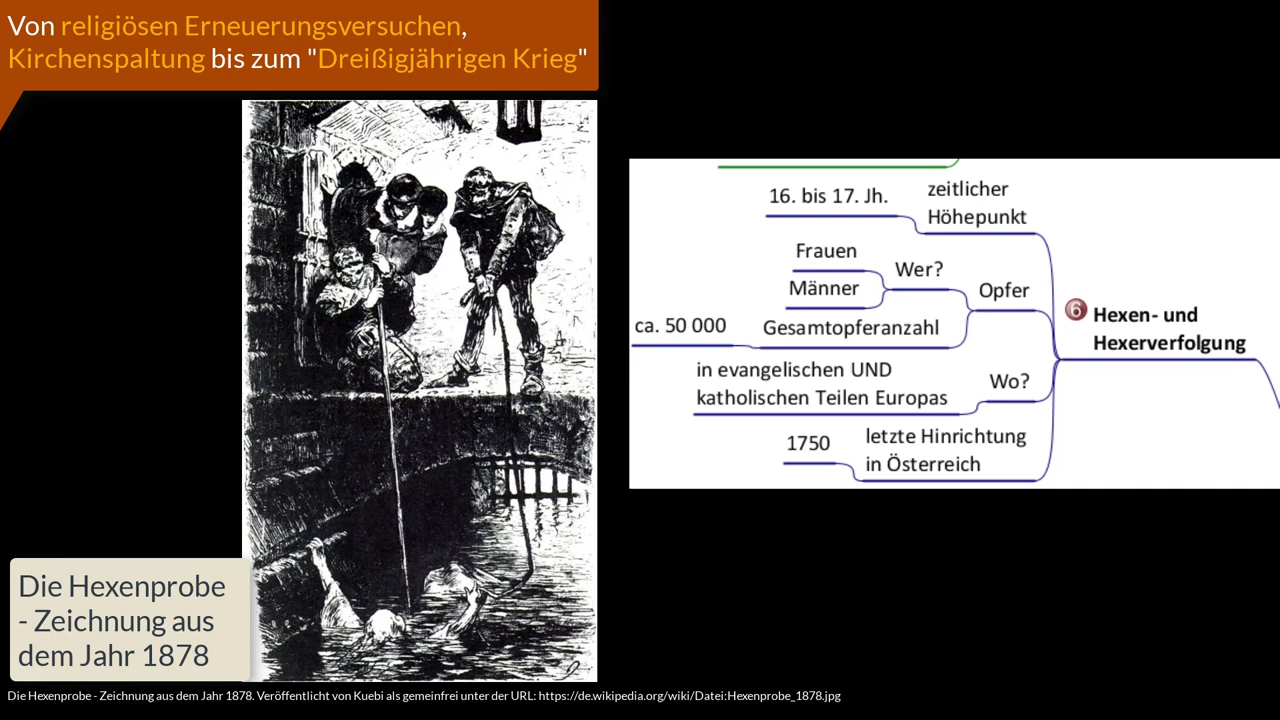 Von religiösen Erneuerungsversuchen,
Kirchenspaltung bis zum "Dreißigjährigen Krieg"
16. bis 17. Jh.
zeitlicher
Höhepunkt
Frauen
Männer
Wer?
Opfer
ca. 50 000
Gesamtopferanzahl
6 Hexen- und
Hexerverfolgung
in evangelischen UND
katholischen Teilen Europas
Wo?
1750
letzte Hinrichtung
in Österreich
Die Hexenprobe
- Zeichnung aus
dem Jahr 1878
Die Hexenprobe - Zeichnung aus dem Jahr 1878. Veröffentlicht von Kuebi als gemeinfrei unter der URL: https://de.wikipedia.org/wiki/Datei:Hexenprobe_1878.jpg